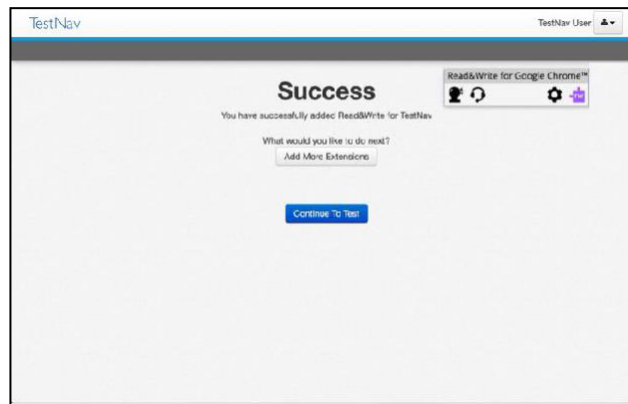 TestNav
TestNav User
Read&Write for Google Chrome™
Success
You have successfully added Read&Write for TestNav
What would you like to do next?
Add More Extensions
Continue To Test